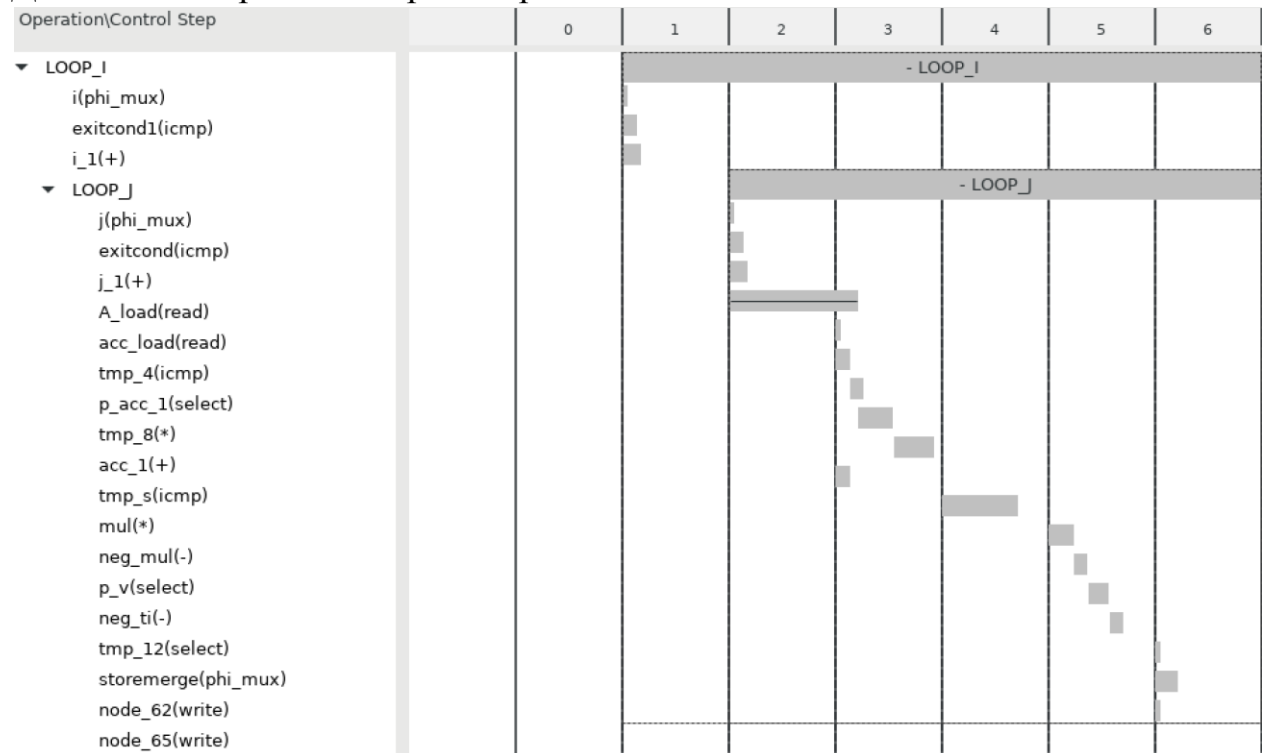 Operation\Control Step
0 1 2 3 4 5 6
LOOP_I - LOOP_I
i(phi_mux)
exitcond1(icmp)
i_1(+)
LOOP_J - LOOP_J
j(phi_mux)
exitcond(icmp)
j_1(+)
A_load(read)
acc_load(read)
tmp_4(icmp)
p_acc_1(select)
tmp_8(*)
acc_1(+)
tmp_s(icmp)
mul(*)
neg_mul(-)
p_v(select)
neg_ti(-)
tmp_12(select)
storemerge(phi_mux)
node_62(write)
node_65(write)